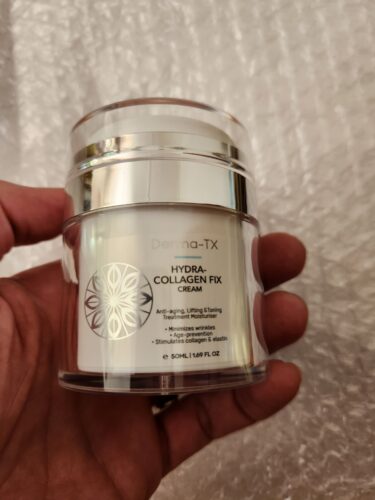 Derma-TX
HYDRA-
COLLAGEN FIX
CREAM
Anti-aging, Lifting &Toning
Treatment Moisturiser
• Minimizes wrinkles
• Age-prevention
• Stimulates collagen & elastin
℮ 50ML | 1.69 FL OZ